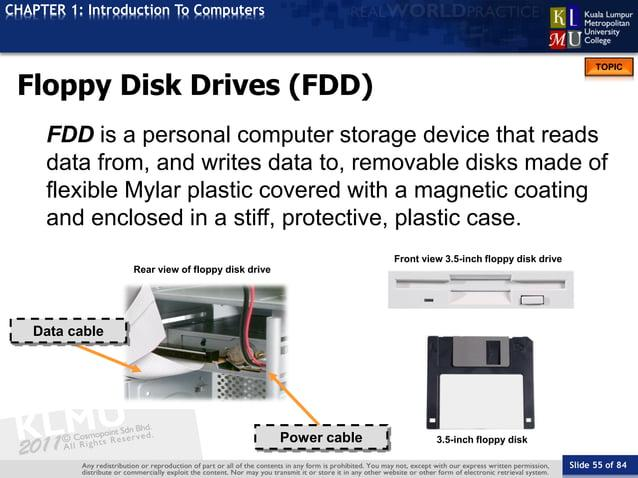 CHAPTER 1: Introduction To Computers
REALWORLDPRACTICE
KLMU
Kuala Lumpur
Metropolitan
University
College
TOPIC
Floppy Disk Drives (FDD)
FDD is a personal computer storage device that reads
data from, and writes data to, removable disks made of
flexible Mylar plastic covered with a magnetic coating
and enclosed in a stiff, protective, plastic case.
Rear view of floppy disk drive
Front view 3.5-inch floppy disk drive
Data cable
Power cable
3.5-inch floppy disk
KLMU
2011 © Cosmopoint Sdn Bhd.
All Rights Reserved.
Any redistribution or reproduction of part or all of the contents in any form is prohibited. You may not, except with our express written permission,
distribute or commercially exploit the content. Nor may you transmit it or store it in any other website or other form of electronic retrieval system.
Slide 55 of 84